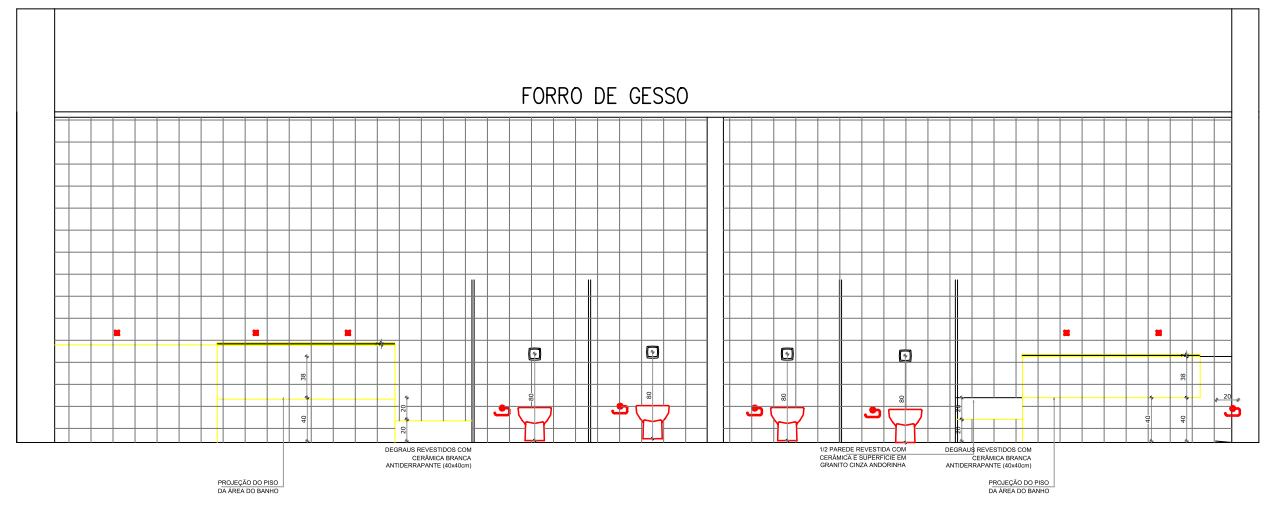 FORRO DE GESSO
38
40
20
20
80
80
80
80
20
20
38
40
40
20
DEGRAUS REVESTIDOS COM
CERÂMICA BRANCA
ANTIDERRAPANTE (40x40cm)
1/2 PAREDE REVESTIDA COM
CERÂMICA E SUPERFÍCIE EM
GRANITO CINZA ANDORINHA
DEGRAUS REVESTIDOS COM
CERÂMICA BRANCA
ANTIDERRAPANTE (40x40cm)
PROJEÇÃO DO PISO
DA ÁREA DO BANHO
PROJEÇÃO DO PISO
DA ÁREA DO BANHO